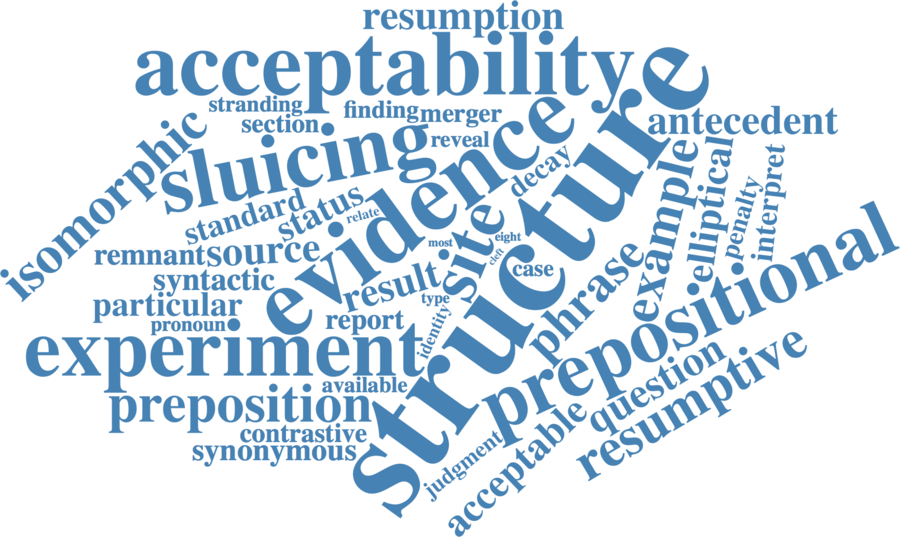 resumption
acceptability
stranding
finding
merger
section
reveal
antecedent
isomorphic
sluicing
evidence
structure
decay
standard
status
relate
remnant
source
syntactic
most
site
eight
cleft
case
example
elliptical
penalty
interpret
particular
pronoun
result
type
report
identity
phrase
experiment
available
prepositional
preposition
contrastive
synonymous
judgment
acceptable
question
resumptive